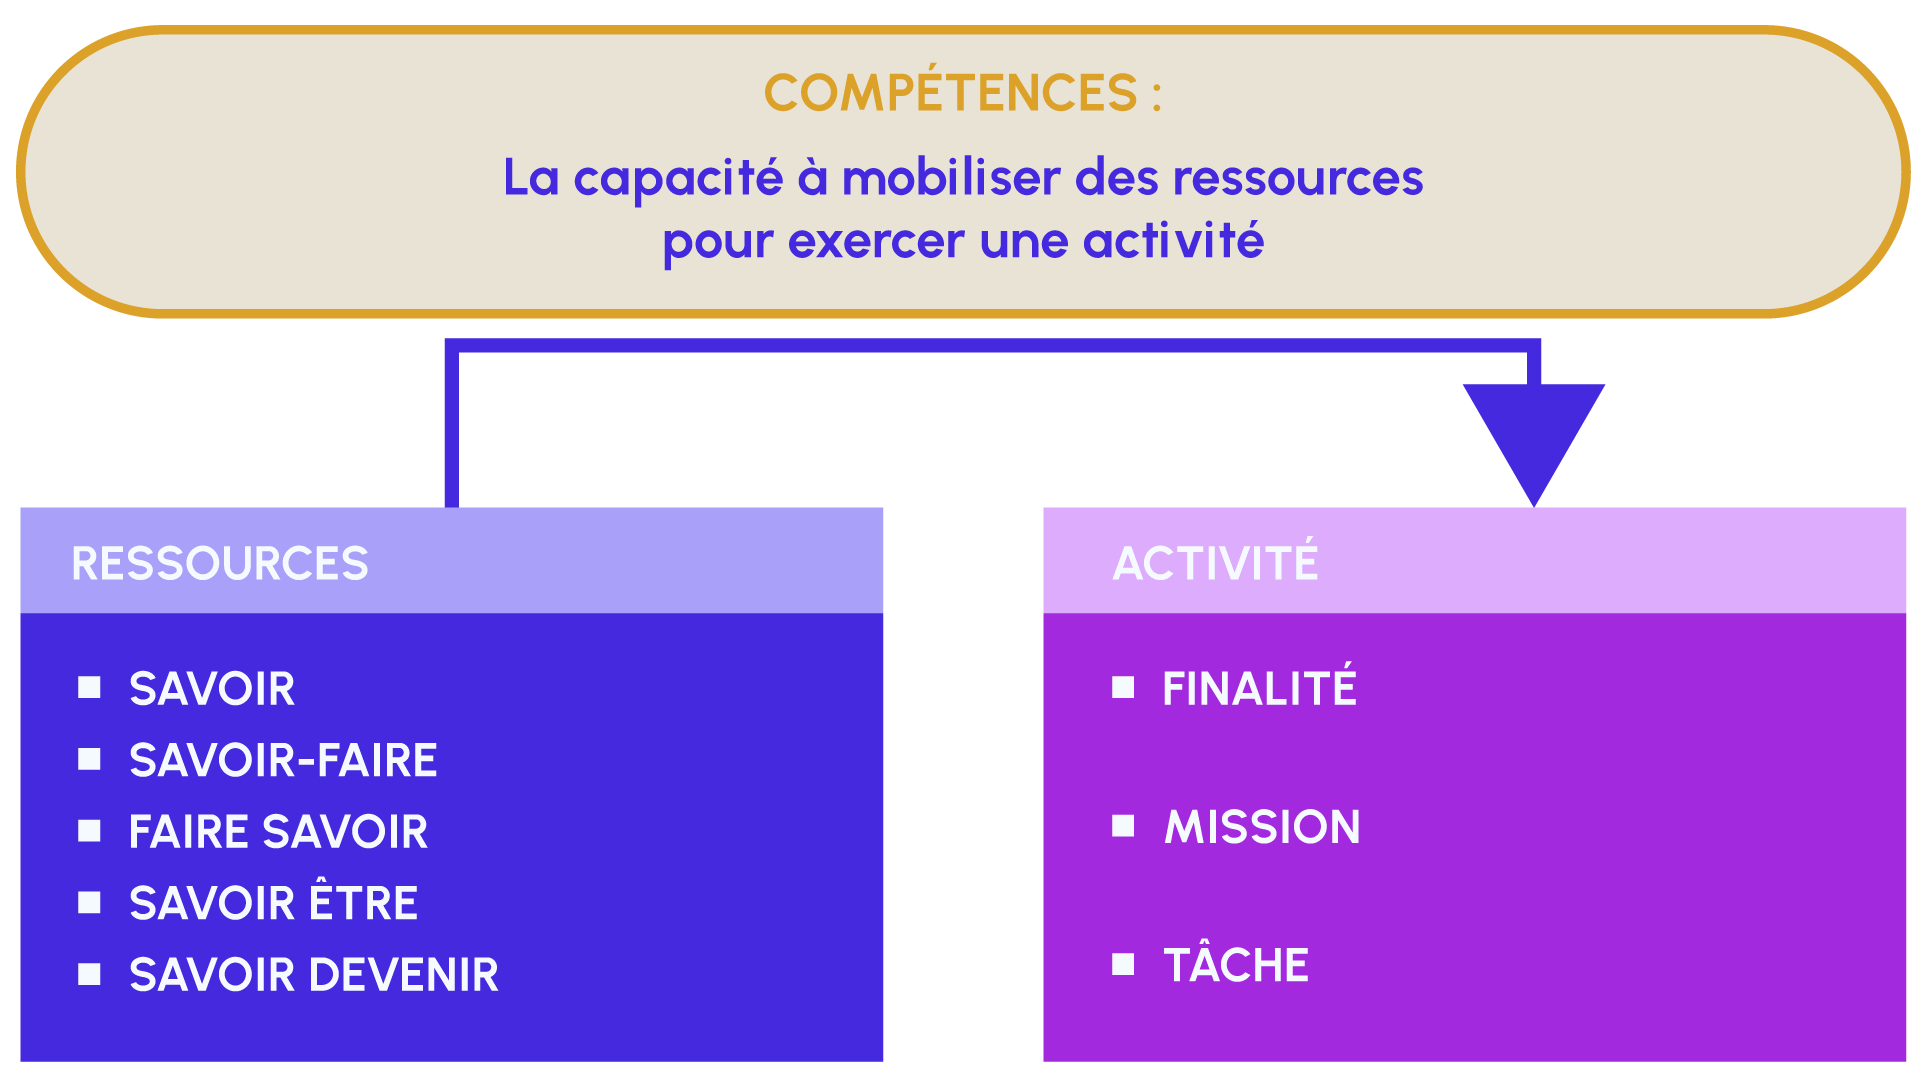 COMPÉTENCES :
La capacité à mobiliser des ressources
pour exercer une activité
RESSOURCES
■ SAVOIR
■ SAVOIR-FAIRE
■ FAIRE SAVOIR
■ SAVOIR ÊTRE
■ SAVOIR DEVENIR
ACTIVITÉ
■ FINALITÉ
■ MISSION
■ TÂCHE